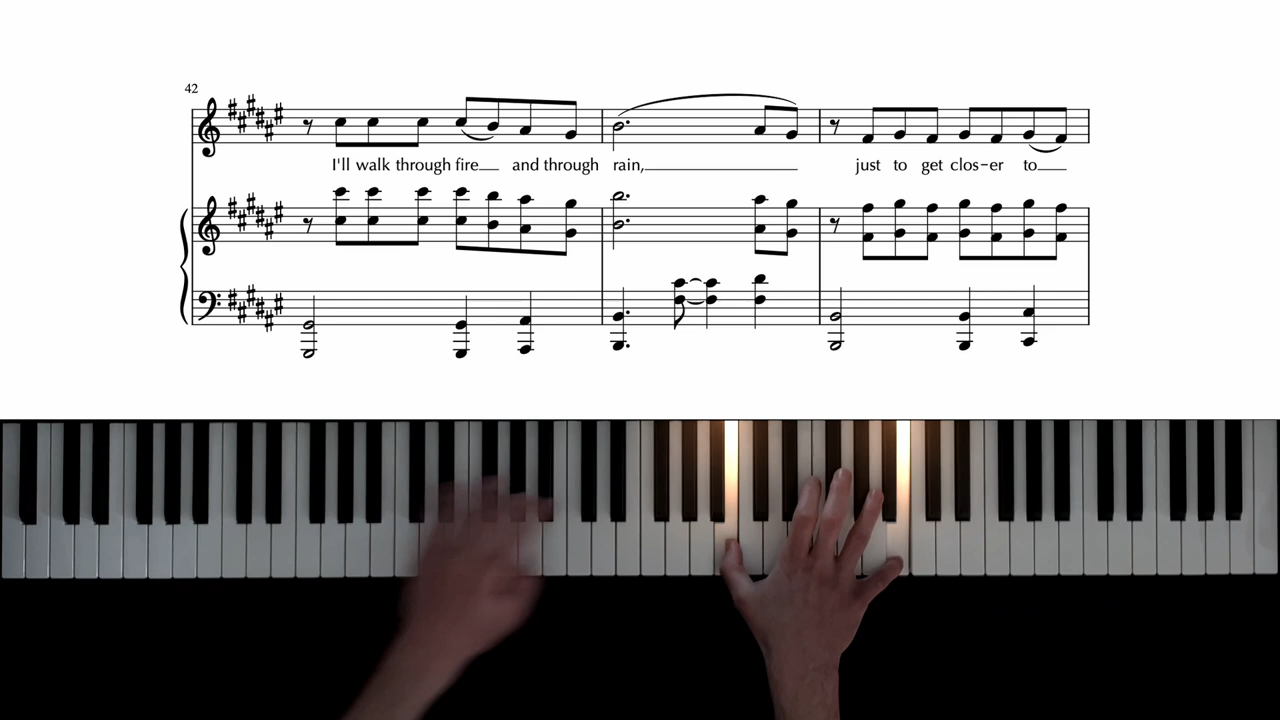 42
I'll walk through fire and through rain, just to get clos-er to